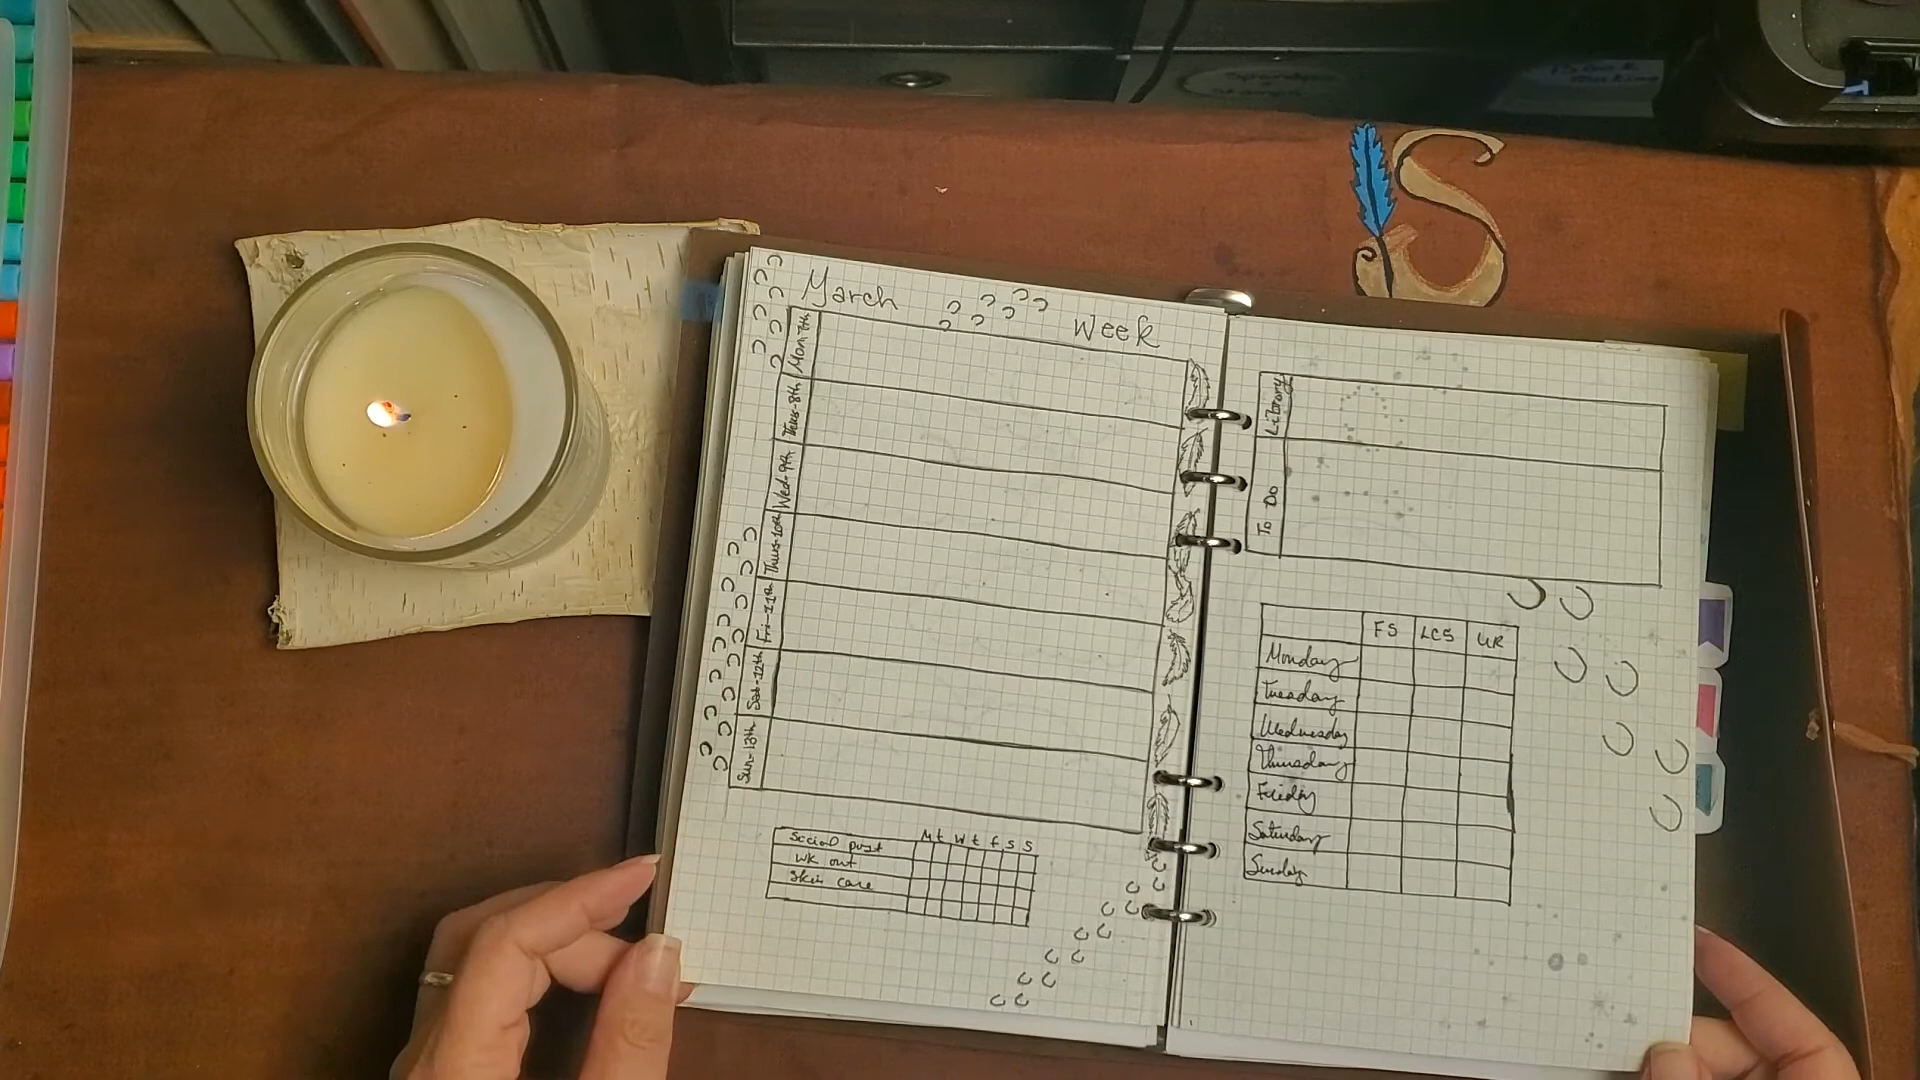 S
March
Week
Mon-7th
Tues-8th
Wed-9th
Thurs-10th
Fri-11th
Sat-12th
Sun-13th
M t W t f s s
Social post
Wk out
Skin care
Library
To Do
FS LCS UR
Monday
Tuesday
Wednesday
Thursday
Friday
Saturday
Sunday